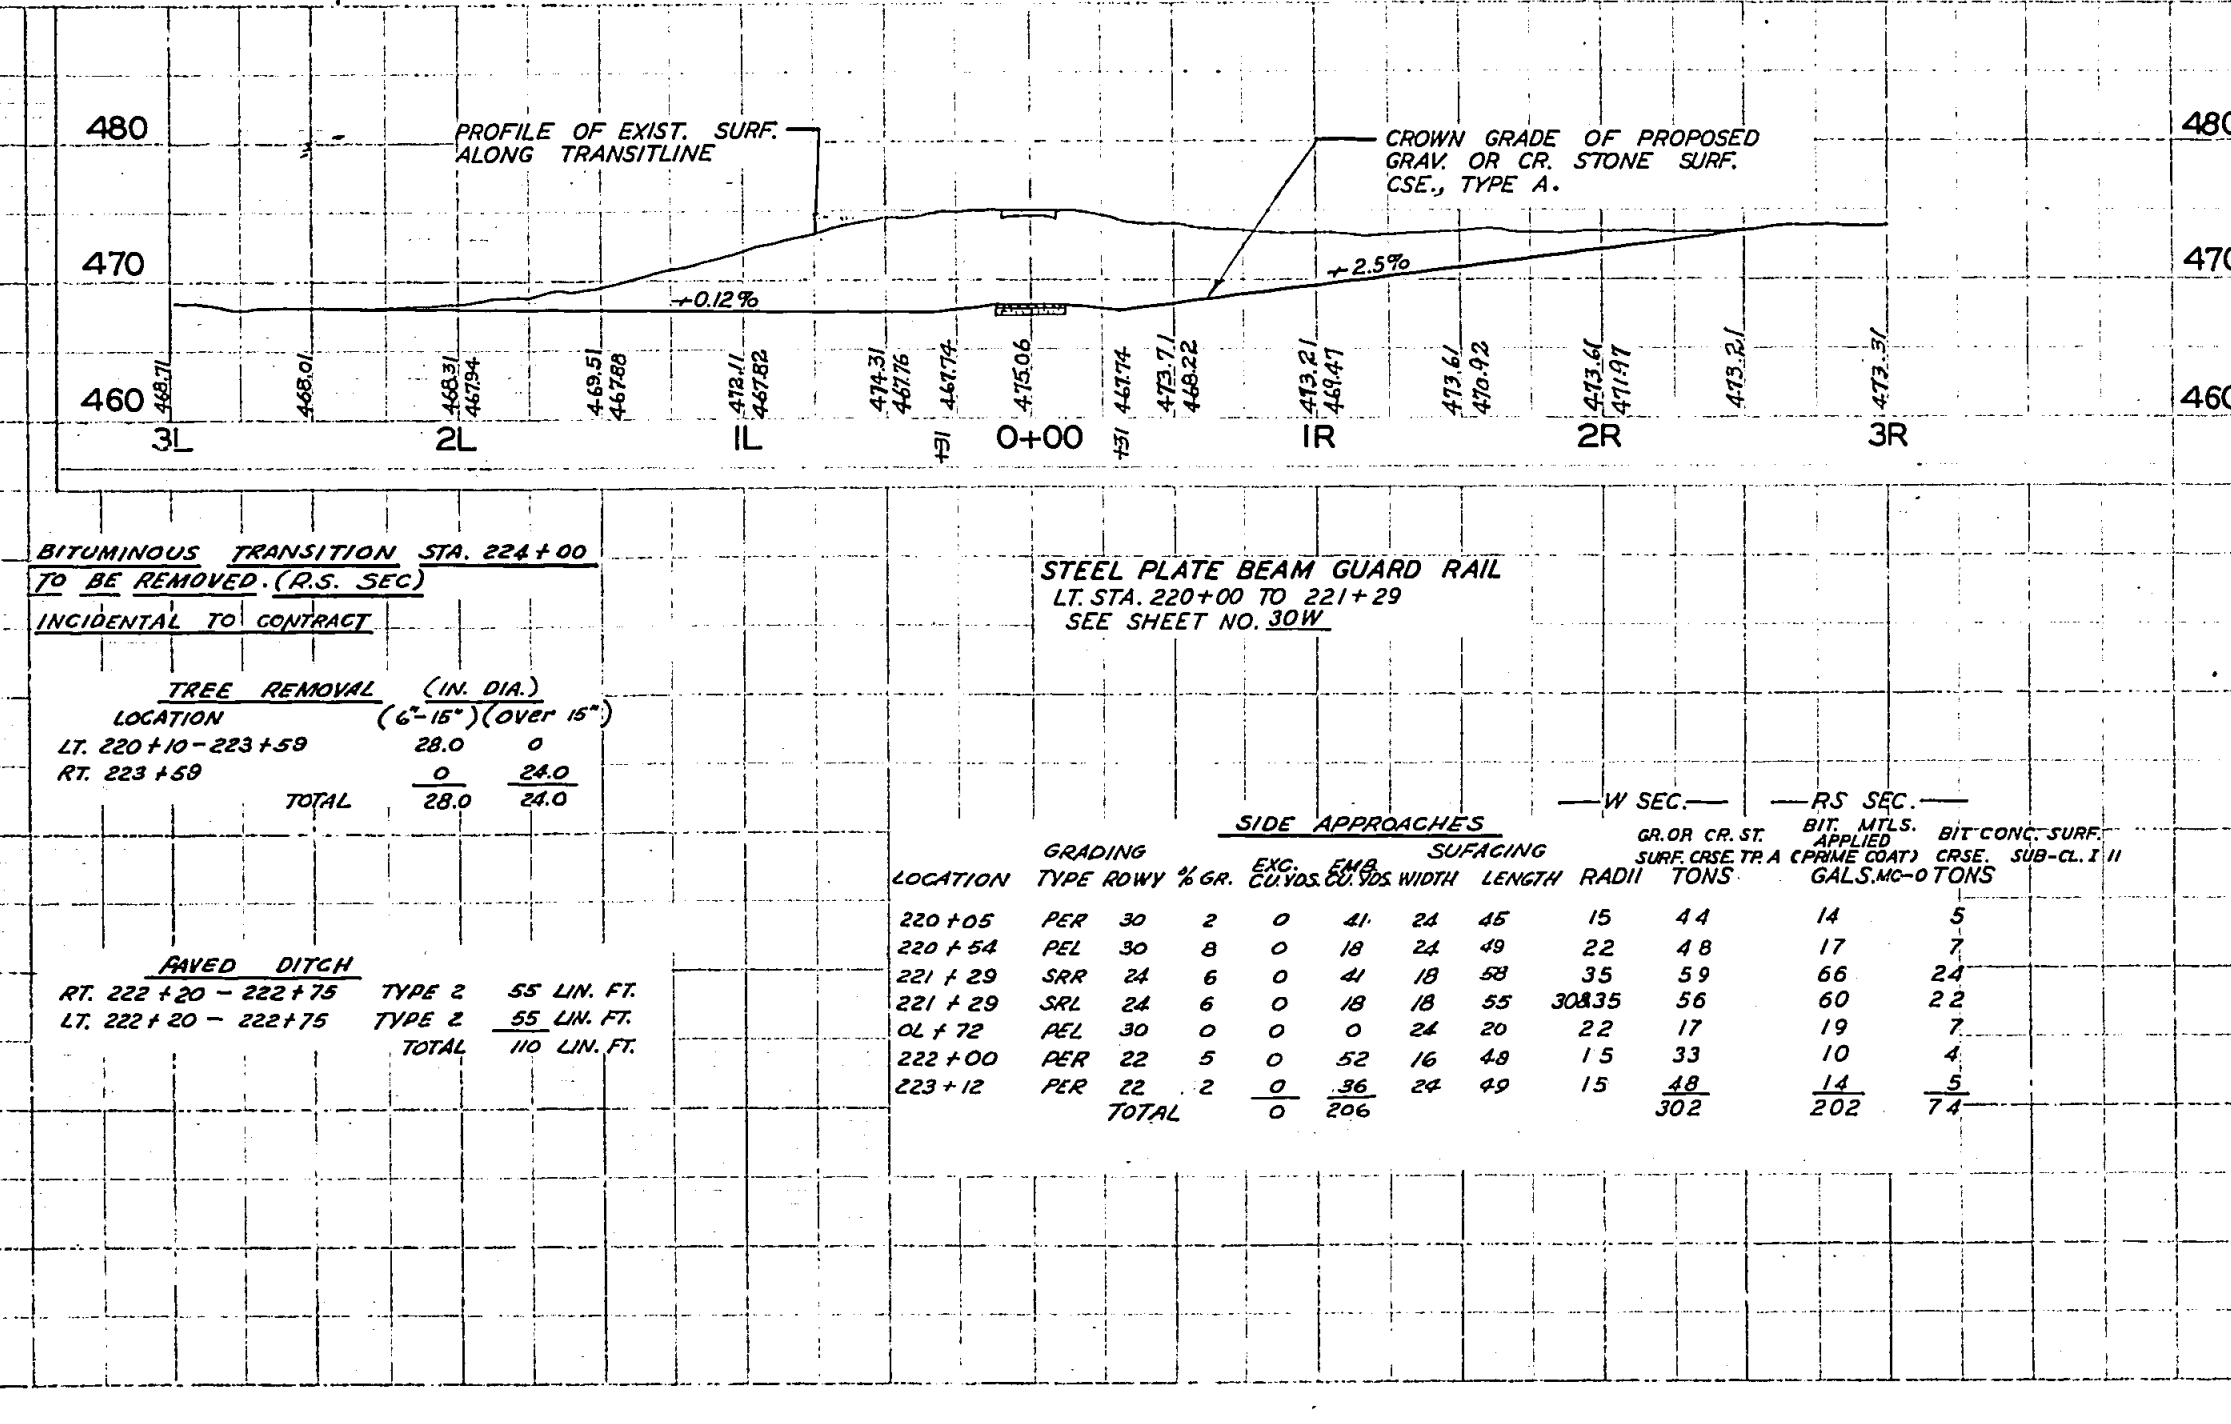 PROFILE OF EXIST. SURF.
ALONG TRANSITLINE
CROWN GRADE OF PROPOSED
GRAV. OR CR. STONE SURF.
CSE., TYPE A.
480 480
470 470
460 460
+0.12%
+2.5%
468.71
468.01
468.31
467.94
469.51
467.88
472.11
467.82
474.31
467.76
467.74
475.06
467.74
473.71
468.22
473.21
469.47
473.61
470.92
473.61
471.97
473.21
473.31
3L 2L 1L +31 0+00 +31 1R 2R 3R
BITUMINOUS TRANSITION STA. 224+00
TO BE REMOVED. (R.S. SEC)
INCIDENTAL TO CONTRACT
TREE REMOVAL (IN. DIA.)
LOCATION (6"-15") (over 15")
LT. 220+10-223+59 28.0 0
RT. 223+59 0 24.0
TOTAL 28.0 24.0
PAVED DITCH
RT. 222+20 - 222+75 TYPE 2 55 LIN. FT.
LT. 222+20 - 222+75 TYPE 2 55 LIN. FT.
TOTAL 110 LIN. FT.
STEEL PLATE BEAM GUARD RAIL
LT. STA. 220+00 TO 221+29
SEE SHEET NO. 30W
SIDE APPROACHES
W SEC. RS SEC.
GRADING SUFACING
GR. OR CR. ST.
SURF. CRSE. TP. A
BIT. MTLS.
APPLIED
(PRIME COAT)
BIT CONC. SURF.
CRSE. SUB-CL. I II
LOCATION TYPE RDWY % GR. EXC. CU. YDS. EMB. CU. YDS. WIDTH LENGTH RADII TONS GALS. MC-0 TONS
220+05 PER 30 2 0 41 24 45 15 44 14 5
220+54 PEL 30 8 0 18 24 49 22 48 17 7
221+29 SRR 24 6 0 41 18 58 35 59 66 24
221+29 SRL 24 6 0 18 18 55 30&35 56 60 22
0L+72 PEL 30 0 0 0 24 20 22 17 19 7
222+00 PER 22 5 0 52 16 48 15 33 10 4
223+12 PER 22 2 0 36 24 49 15 48 14 5
TOTAL 0 206 302 202 74